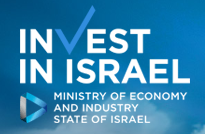 INVEST
IN ISRAEL
MINISTRY OF ECONOMY
AND INDUSTRY
STATE OF ISRAEL